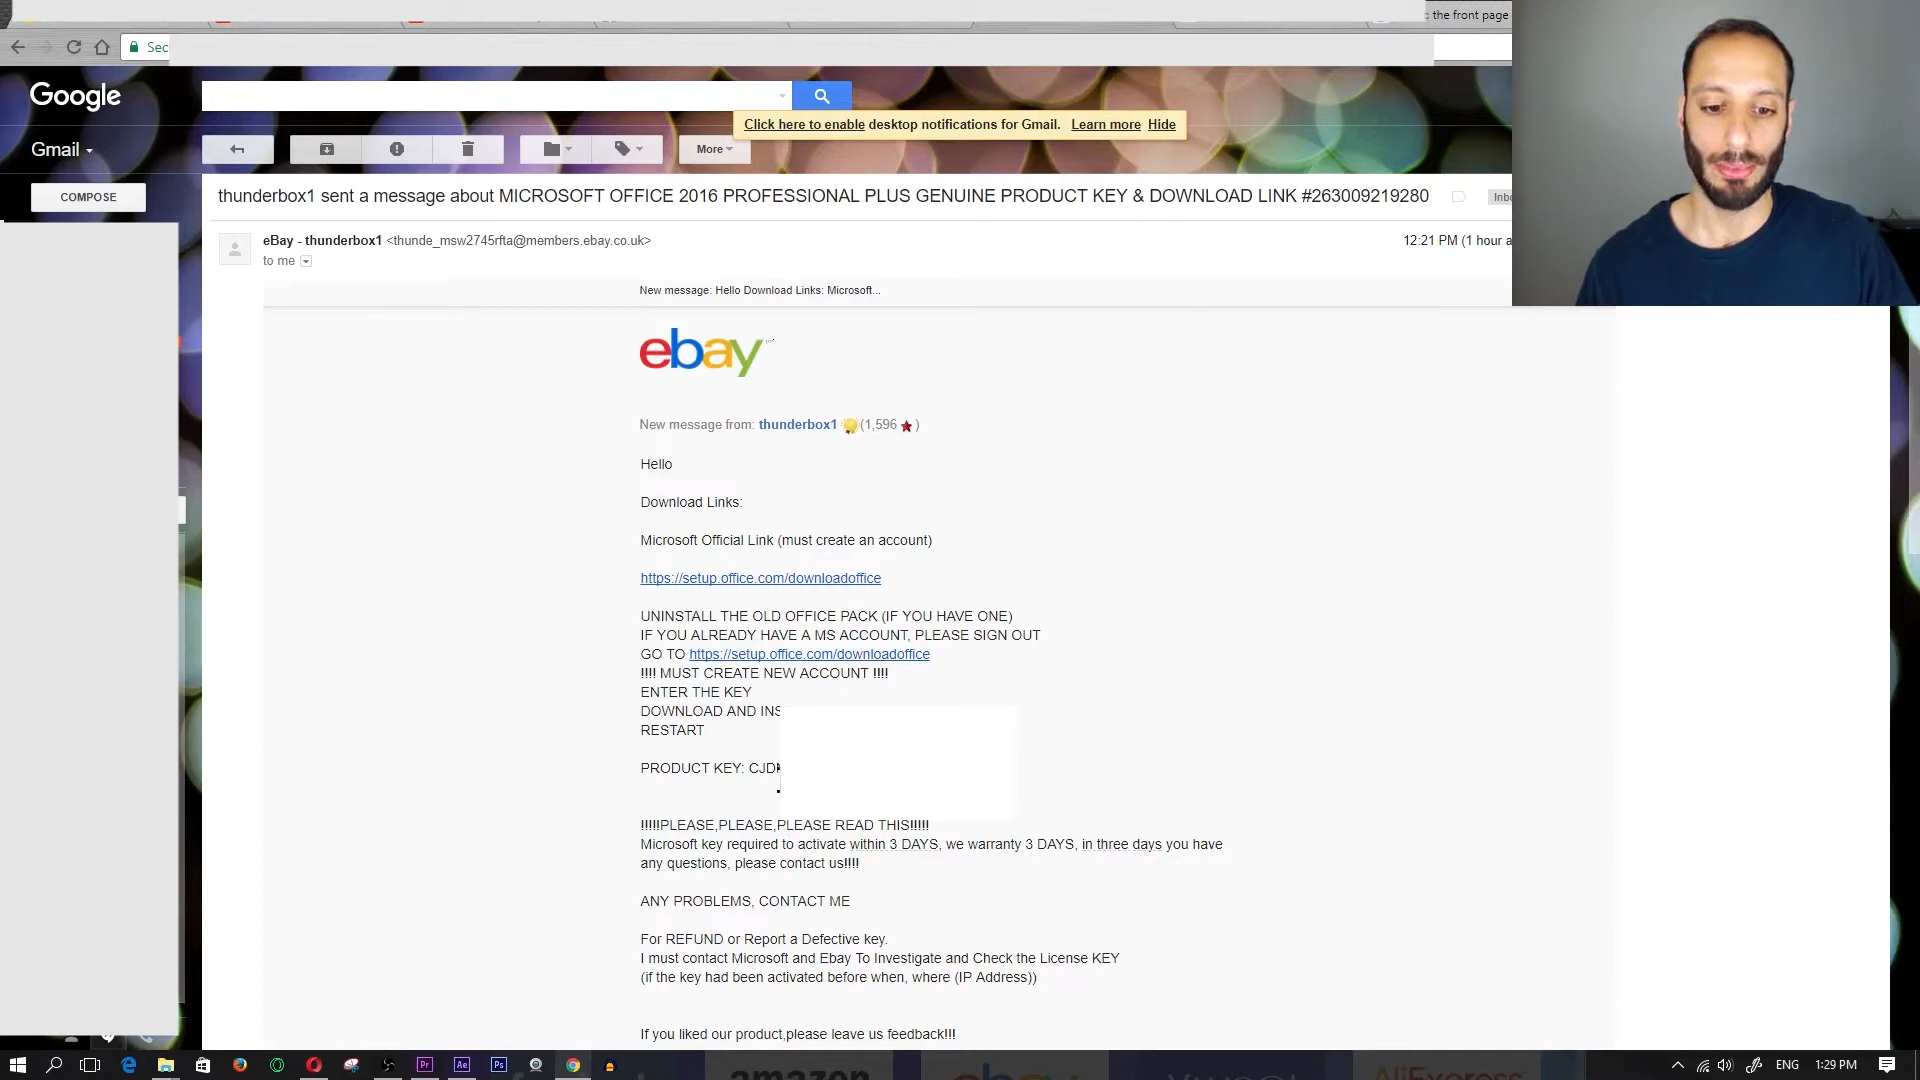 : the front page
Sec
Google
Click here to enable desktop notifications for Gmail. Learn more Hide
Gmail
More
COMPOSE
thunderbox1 sent a message about MICROSOFT OFFICE 2016 PROFESSIONAL PLUS GENUINE PRODUCT KEY & DOWNLOAD LINK #263009219280
Inbo
eBay - thunderbox1 <thunde_msw2745rfta@members.ebay.co.uk>
12:21 PM (1 hour a
to me
New message: Hello Download Links: Microsoft...
ebay
New message from: thunderbox1 (1,596 ★ )
Hello
Download Links:
Microsoft Official Link (must create an account)
https://setup.office.com/downloadoffice
UNINSTALL THE OLD OFFICE PACK (IF YOU HAVE ONE)
IF YOU ALREADY HAVE A MS ACCOUNT, PLEASE SIGN OUT
GO TO https://setup.office.com/downloadoffice
!!!! MUST CREATE NEW ACCOUNT !!!!
ENTER THE KEY
DOWNLOAD AND INS
RESTART
PRODUCT KEY: CJD
!!!!!PLEASE,PLEASE,PLEASE READ THIS!!!!!
Microsoft key required to activate within 3 DAYS, we warranty 3 DAYS, in three days you have
any questions, please contact us!!!!
ANY PROBLEMS, CONTACT ME
For REFUND or Report a Defective key.
I must contact Microsoft and Ebay To Investigate and Check the License KEY
(if the key had been activated before when, where (IP Address))
If you liked our product,please leave us feedback!!!
Pr
Ae
Ps
amazon
ebay
AliExpress
ENG
1:29 PM